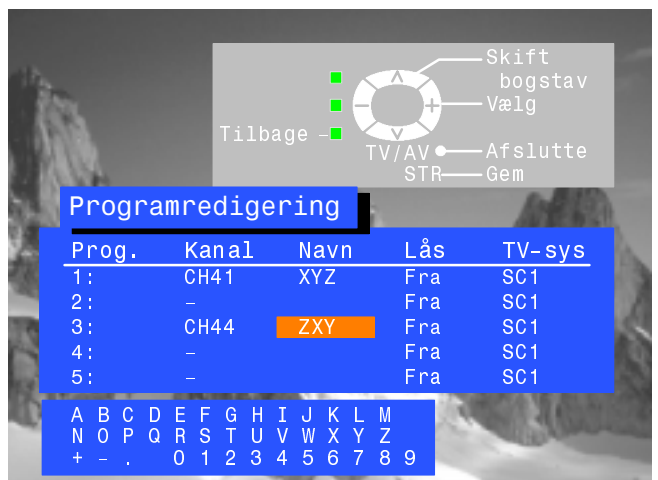 Skift
bogstav
Vælg
Tilbage –
TV/AV
Afslutte
STR
Gem
Programredigering
Prog. Kanal Navn Lås TV-sys
1: CH41 XYZ Fra SC1
2: – Fra SC1
3: CH44 ZXY Fra SC1
4: – Fra SC1
5: – Fra SC1
A B C D E F G H I J K L M
N O P Q R S T U V W X Y Z
+ – . 0 1 2 3 4 5 6 7 8 9